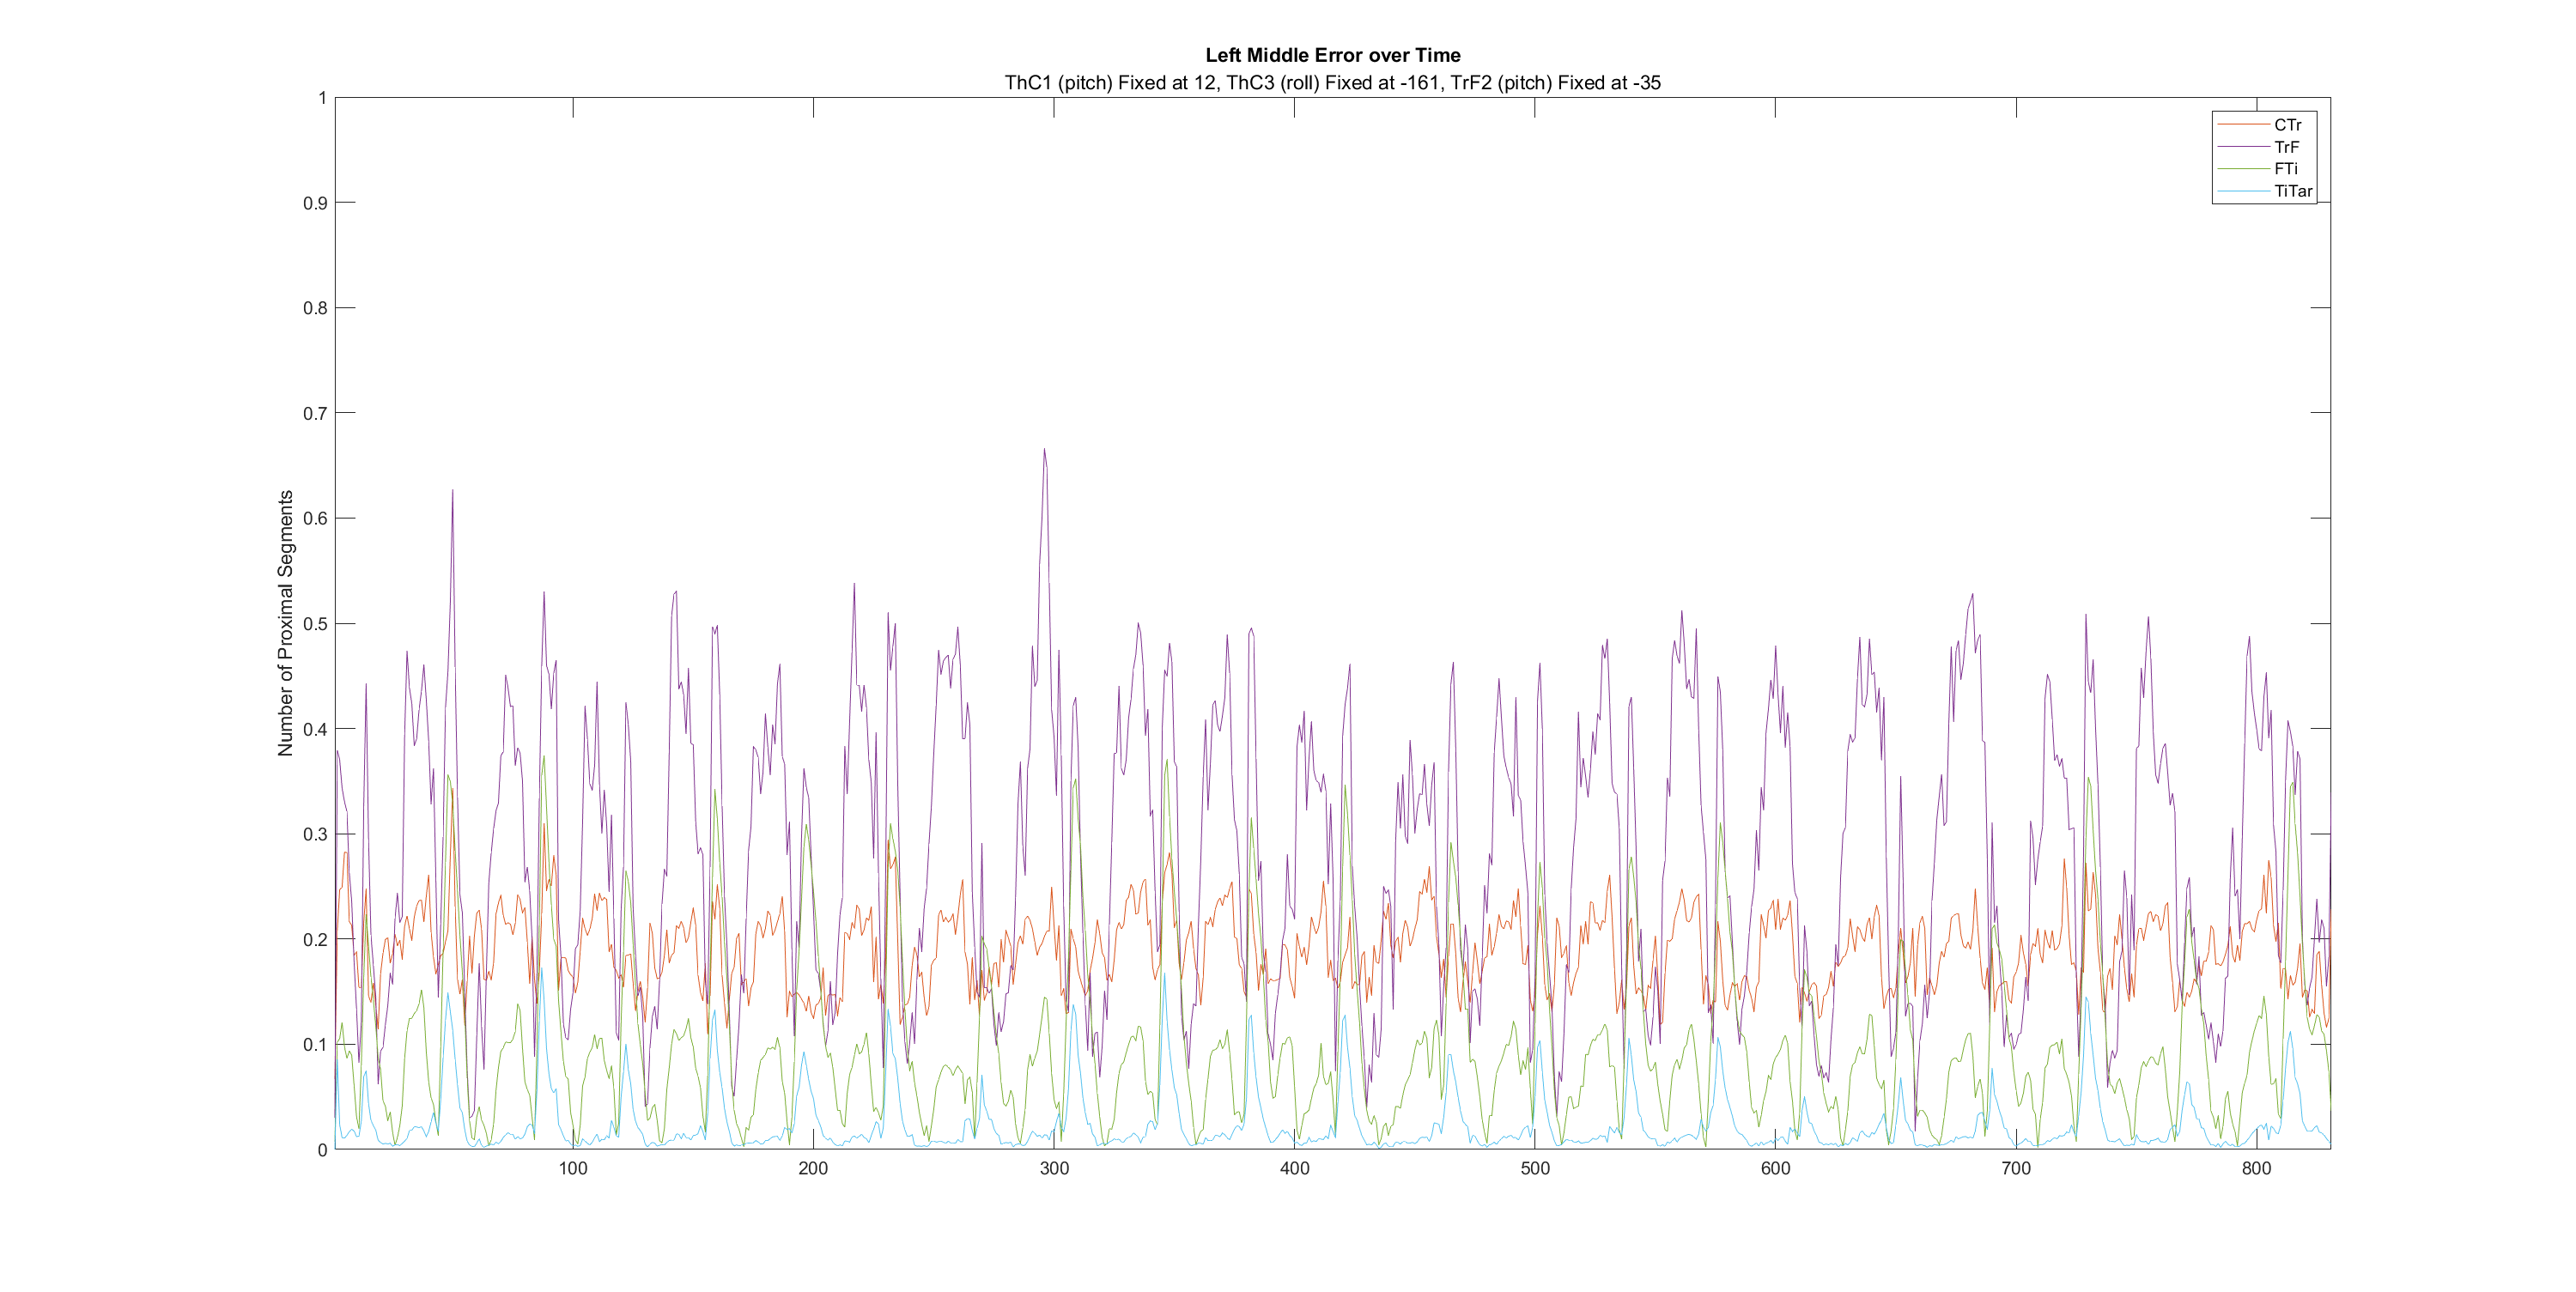 Left Middle Error over Time
ThC1 (pitch) Fixed at 12, ThC3 (roll) Fixed at -161, TrF2 (pitch) Fixed at -35
1
0.9
0.8
0.7
0.6
0.5
0.4
0.3
0.2
0.1
0
Number of Proximal Segments
CTr
TrF
FTi
TiTar
100 200 300 400 500 600 700 800